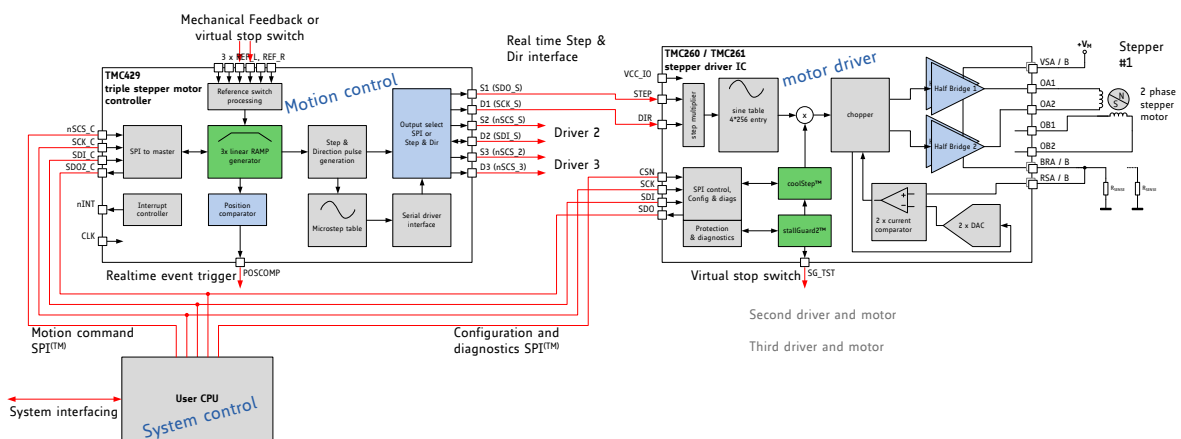 Mechanical Feedback or
virtual stop switch
3 x REF_L, REF_R
Real time Step &
Dir interface
TMC429
triple stepper motor
controller
Reference switch
processing
Motion control
nSCS_C
SCK_C
SDI_C
SDOZ_C
nINT
CLK
SPI to master
3x linear RAMP
generator
Step &
Direction pulse
generation
Output select
SPI or
Step & Dir
Interrupt
controller
Position
comparator
Microstep table
Serial driver
interface
S1 (SDO_S)
D1 (SCK_S)
S2 (nSCS_S)
D2 (SDI_S)
S3 (nSCS_2)
D3 (nSCS_3)
Driver 2
Driver 3
Realtime event trigger
POSCOMP
TMC260 / TMC261
stepper driver IC
motor driver
VCC_IO
STEP
DIR
CSN
SCK
SDI
SDO
step multiplier
sine table
4*256 entry
x
chopper
Half Bridge 1
Half Bridge 2
SPI control,
Config & diags
Protection
& diagnostics
coolStep™
stallGuard2™
2 x current
comparator
2 x DAC
+VM
VSA / B
OA1
OA2
OB1
OB2
BRA / B
RSA / B
Stepper
#1
N
S
2 phase
stepper
motor
RSENSE
RSENSE
Virtual stop switch
SG_TST
Second driver and motor
Third driver and motor
Motion command
SPI(TM)
Configuration and
diagnostics SPI(TM)
User CPU
System control
System interfacing